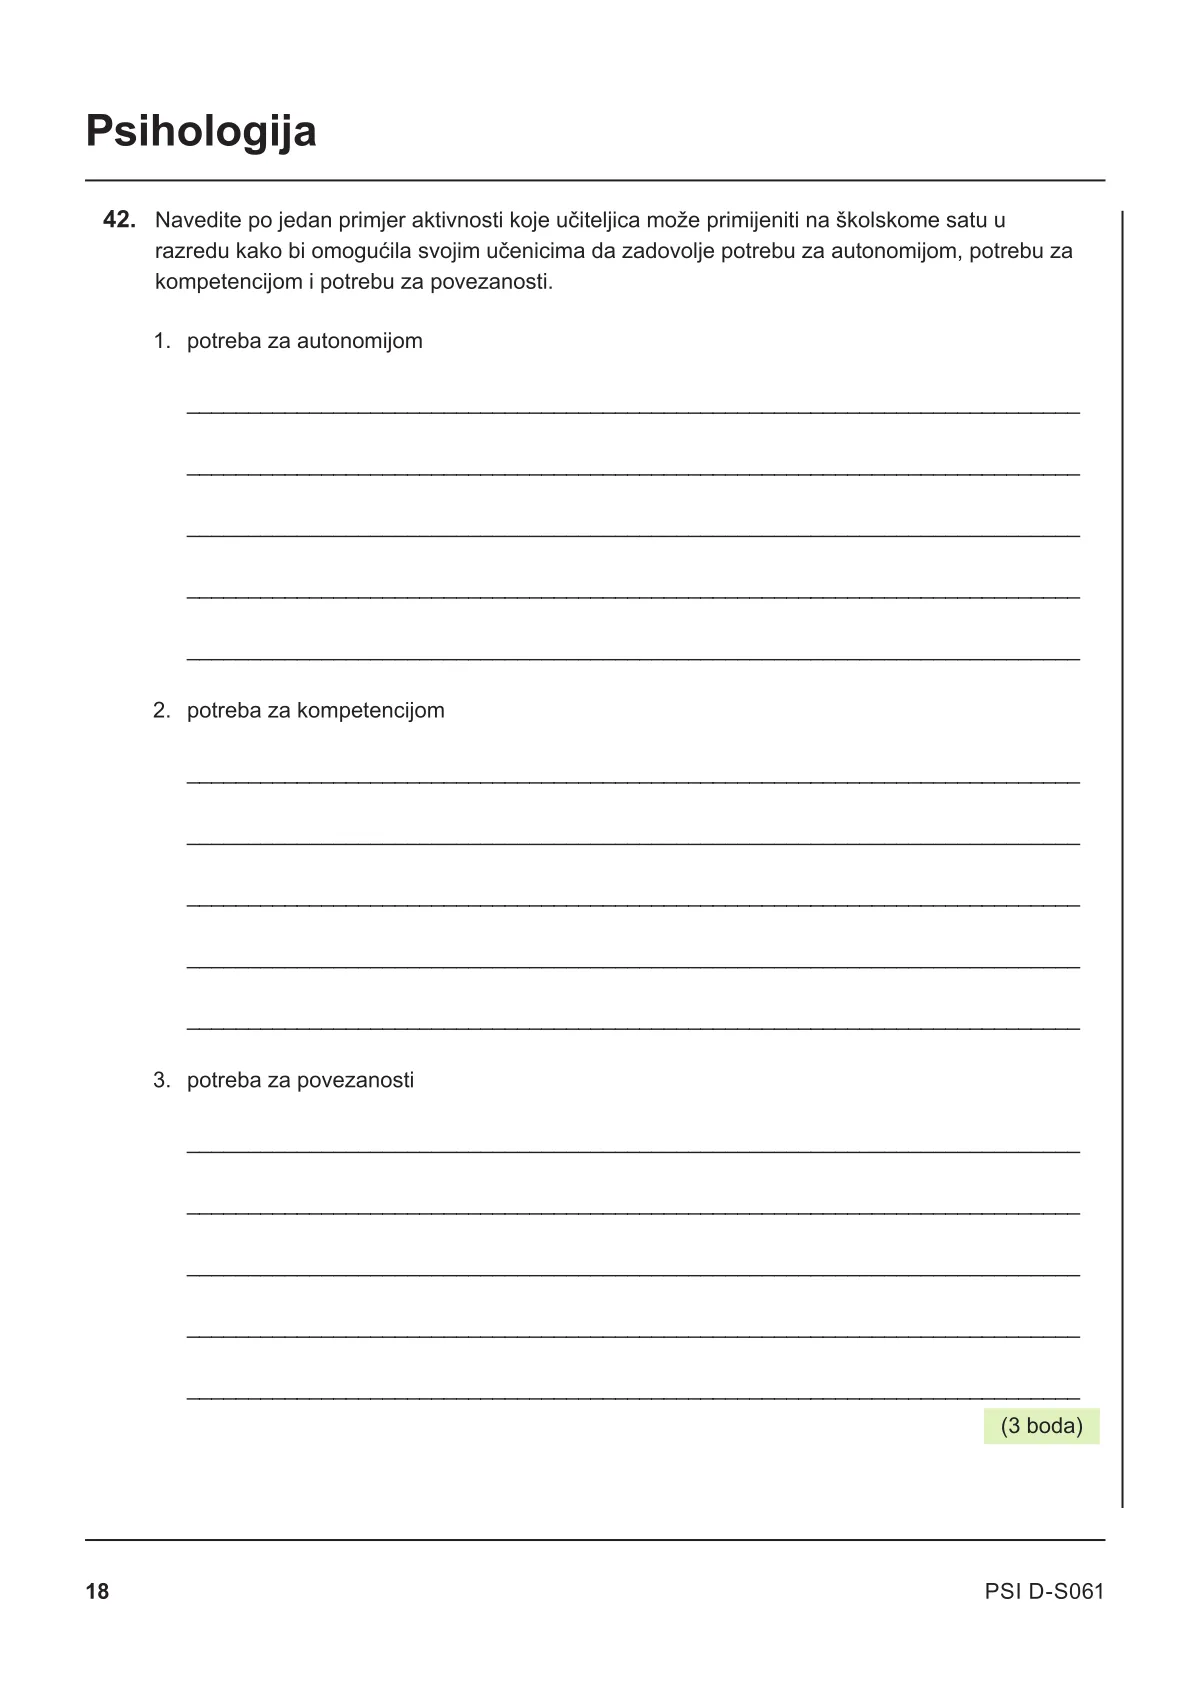 Psihologija
42. Navedite po jedan primjer aktivnosti koje učiteljica može primijeniti na školskome satu u
razredu kako bi omogućila svojim učenicima da zadovolje potrebu za autonomijom, potrebu za
kompetencijom i potrebu za povezanosti.
1. potreba za autonomijom
2. potreba za kompetencijom
3. potreba za povezanosti
(3 boda)
18
PSI D-S061